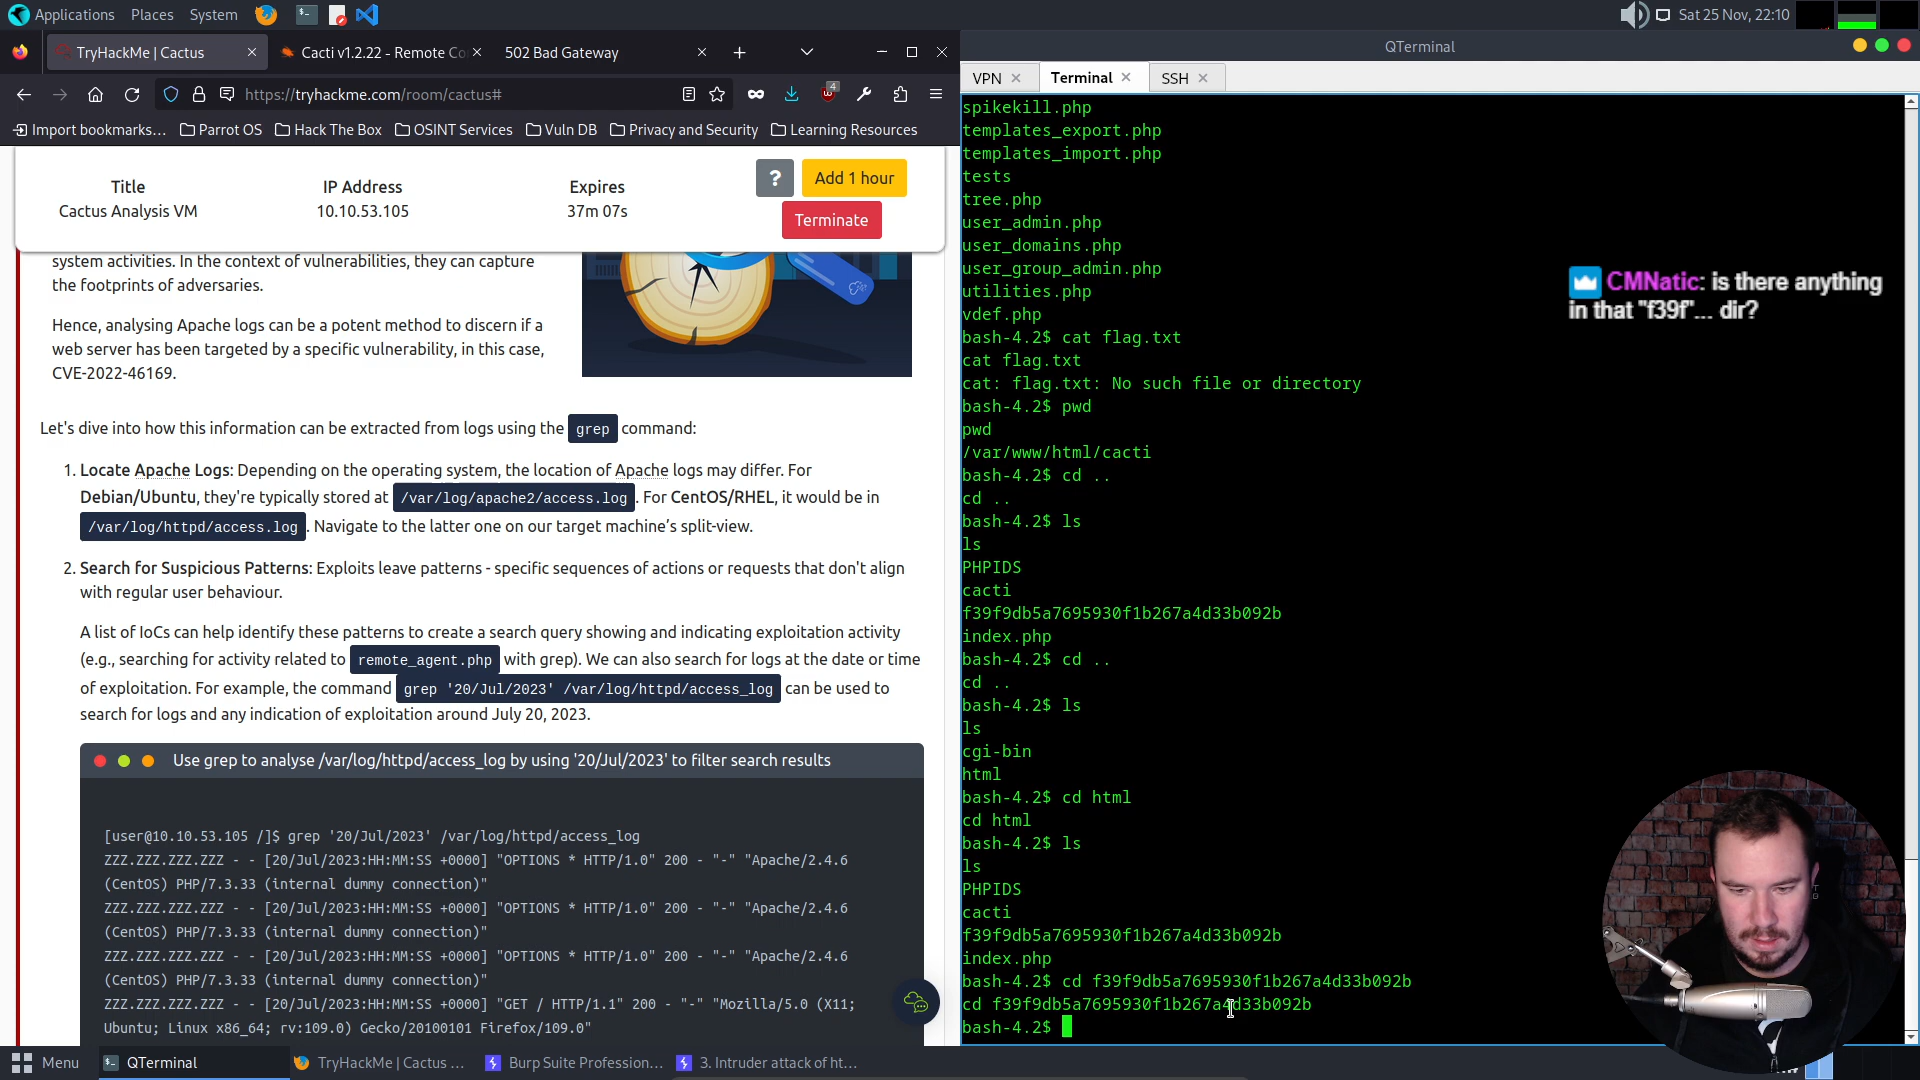 Applications Places System
Sat 25 Nov, 22:10
TryHackMe | Cactus
Cacti v1.2.22 - Remote Co
502 Bad Gateway
https://tryhackme.com/room/cactus#
4
Import bookmarks...
Parrot OS
Hack The Box
OSINT Services
Vuln DB
Privacy and Security
Learning Resources
Title
Cactus Analysis VM
IP Address
10.10.53.105
Expires
37m 07s
?
Add 1 hour
Terminate
system activities. In the context of vulnerabilities, they can capture
the footprints of adversaries.
Hence, analysing Apache logs can be a potent method to discern if a
web server has been targeted by a specific vulnerability, in this case,
CVE-2022-46169.
Let's dive into how this information can be extracted from logs using the grep command:
1. Locate Apache Logs: Depending on the operating system, the location of Apache logs may differ. For
Debian/Ubuntu, they're typically stored at /var/log/apache2/access.log . For CentOS/RHEL, it would be in
/var/log/httpd/access.log . Navigate to the latter one on our target machine’s split-view.
2. Search for Suspicious Patterns: Exploits leave patterns - specific sequences of actions or requests that don't align
with regular user behaviour.
A list of IoCs can help identify these patterns to create a search query showing and indicating exploitation activity
(e.g., searching for activity related to remote_agent.php with grep). We can also search for logs at the date or time
of exploitation. For example, the command grep '20/Jul/2023' /var/log/httpd/access_log can be used to
search for logs and any indication of exploitation around July 20, 2023.
Use grep to analyse /var/log/httpd/access_log by using '20/Jul/2023' to filter search results
[user@10.10.53.105 /]$ grep '20/Jul/2023' /var/log/httpd/access_log
ZZZ.ZZZ.ZZZ.ZZZ - - [20/Jul/2023:HH:MM:SS +0000] "OPTIONS * HTTP/1.0" 200 - "-" "Apache/2.4.6
(CentOS) PHP/7.3.33 (internal dummy connection)"
ZZZ.ZZZ.ZZZ.ZZZ - - [20/Jul/2023:HH:MM:SS +0000] "OPTIONS * HTTP/1.0" 200 - "-" "Apache/2.4.6
(CentOS) PHP/7.3.33 (internal dummy connection)"
ZZZ.ZZZ.ZZZ.ZZZ - - [20/Jul/2023:HH:MM:SS +0000] "OPTIONS * HTTP/1.0" 200 - "-" "Apache/2.4.6
(CentOS) PHP/7.3.33 (internal dummy connection)"
ZZZ.ZZZ.ZZZ.ZZZ - - [20/Jul/2023:HH:MM:SS +0000] "GET / HTTP/1.1" 200 - "-" "Mozilla/5.0 (X11;
Ubuntu; Linux x86_64; rv:109.0) Gecko/20100101 Firefox/109.0"
QTerminal
VPN
Terminal
SSH
spikekill.php
templates_export.php
templates_import.php
tests
tree.php
user_admin.php
user_domains.php
user_group_admin.php
utilities.php
vdef.php
bash-4.2$ cat flag.txt
cat flag.txt
cat: flag.txt: No such file or directory
bash-4.2$ pwd
pwd
/var/www/html/cacti
bash-4.2$ cd ..
cd ..
bash-4.2$ ls
ls
PHPIDS
cacti
f39f9db5a7695930f1b267a4d33b092b
index.php
bash-4.2$ cd ..
cd ..
bash-4.2$ ls
ls
cgi-bin
html
bash-4.2$ cd html
cd html
bash-4.2$ ls
ls
PHPIDS
cacti
f39f9db5a7695930f1b267a4d33b092b
index.php
bash-4.2$ cd f39f9db5a7695930f1b267a4d33b092b
cd f39f9db5a7695930f1b267a4d33b092b
bash-4.2$
CMNatic: is there anything
in that "f39f"... dir?
Menu
QTerminal
TryHackMe | Cactus ...
Burp Suite Profession...
3. Intruder attack of ht...